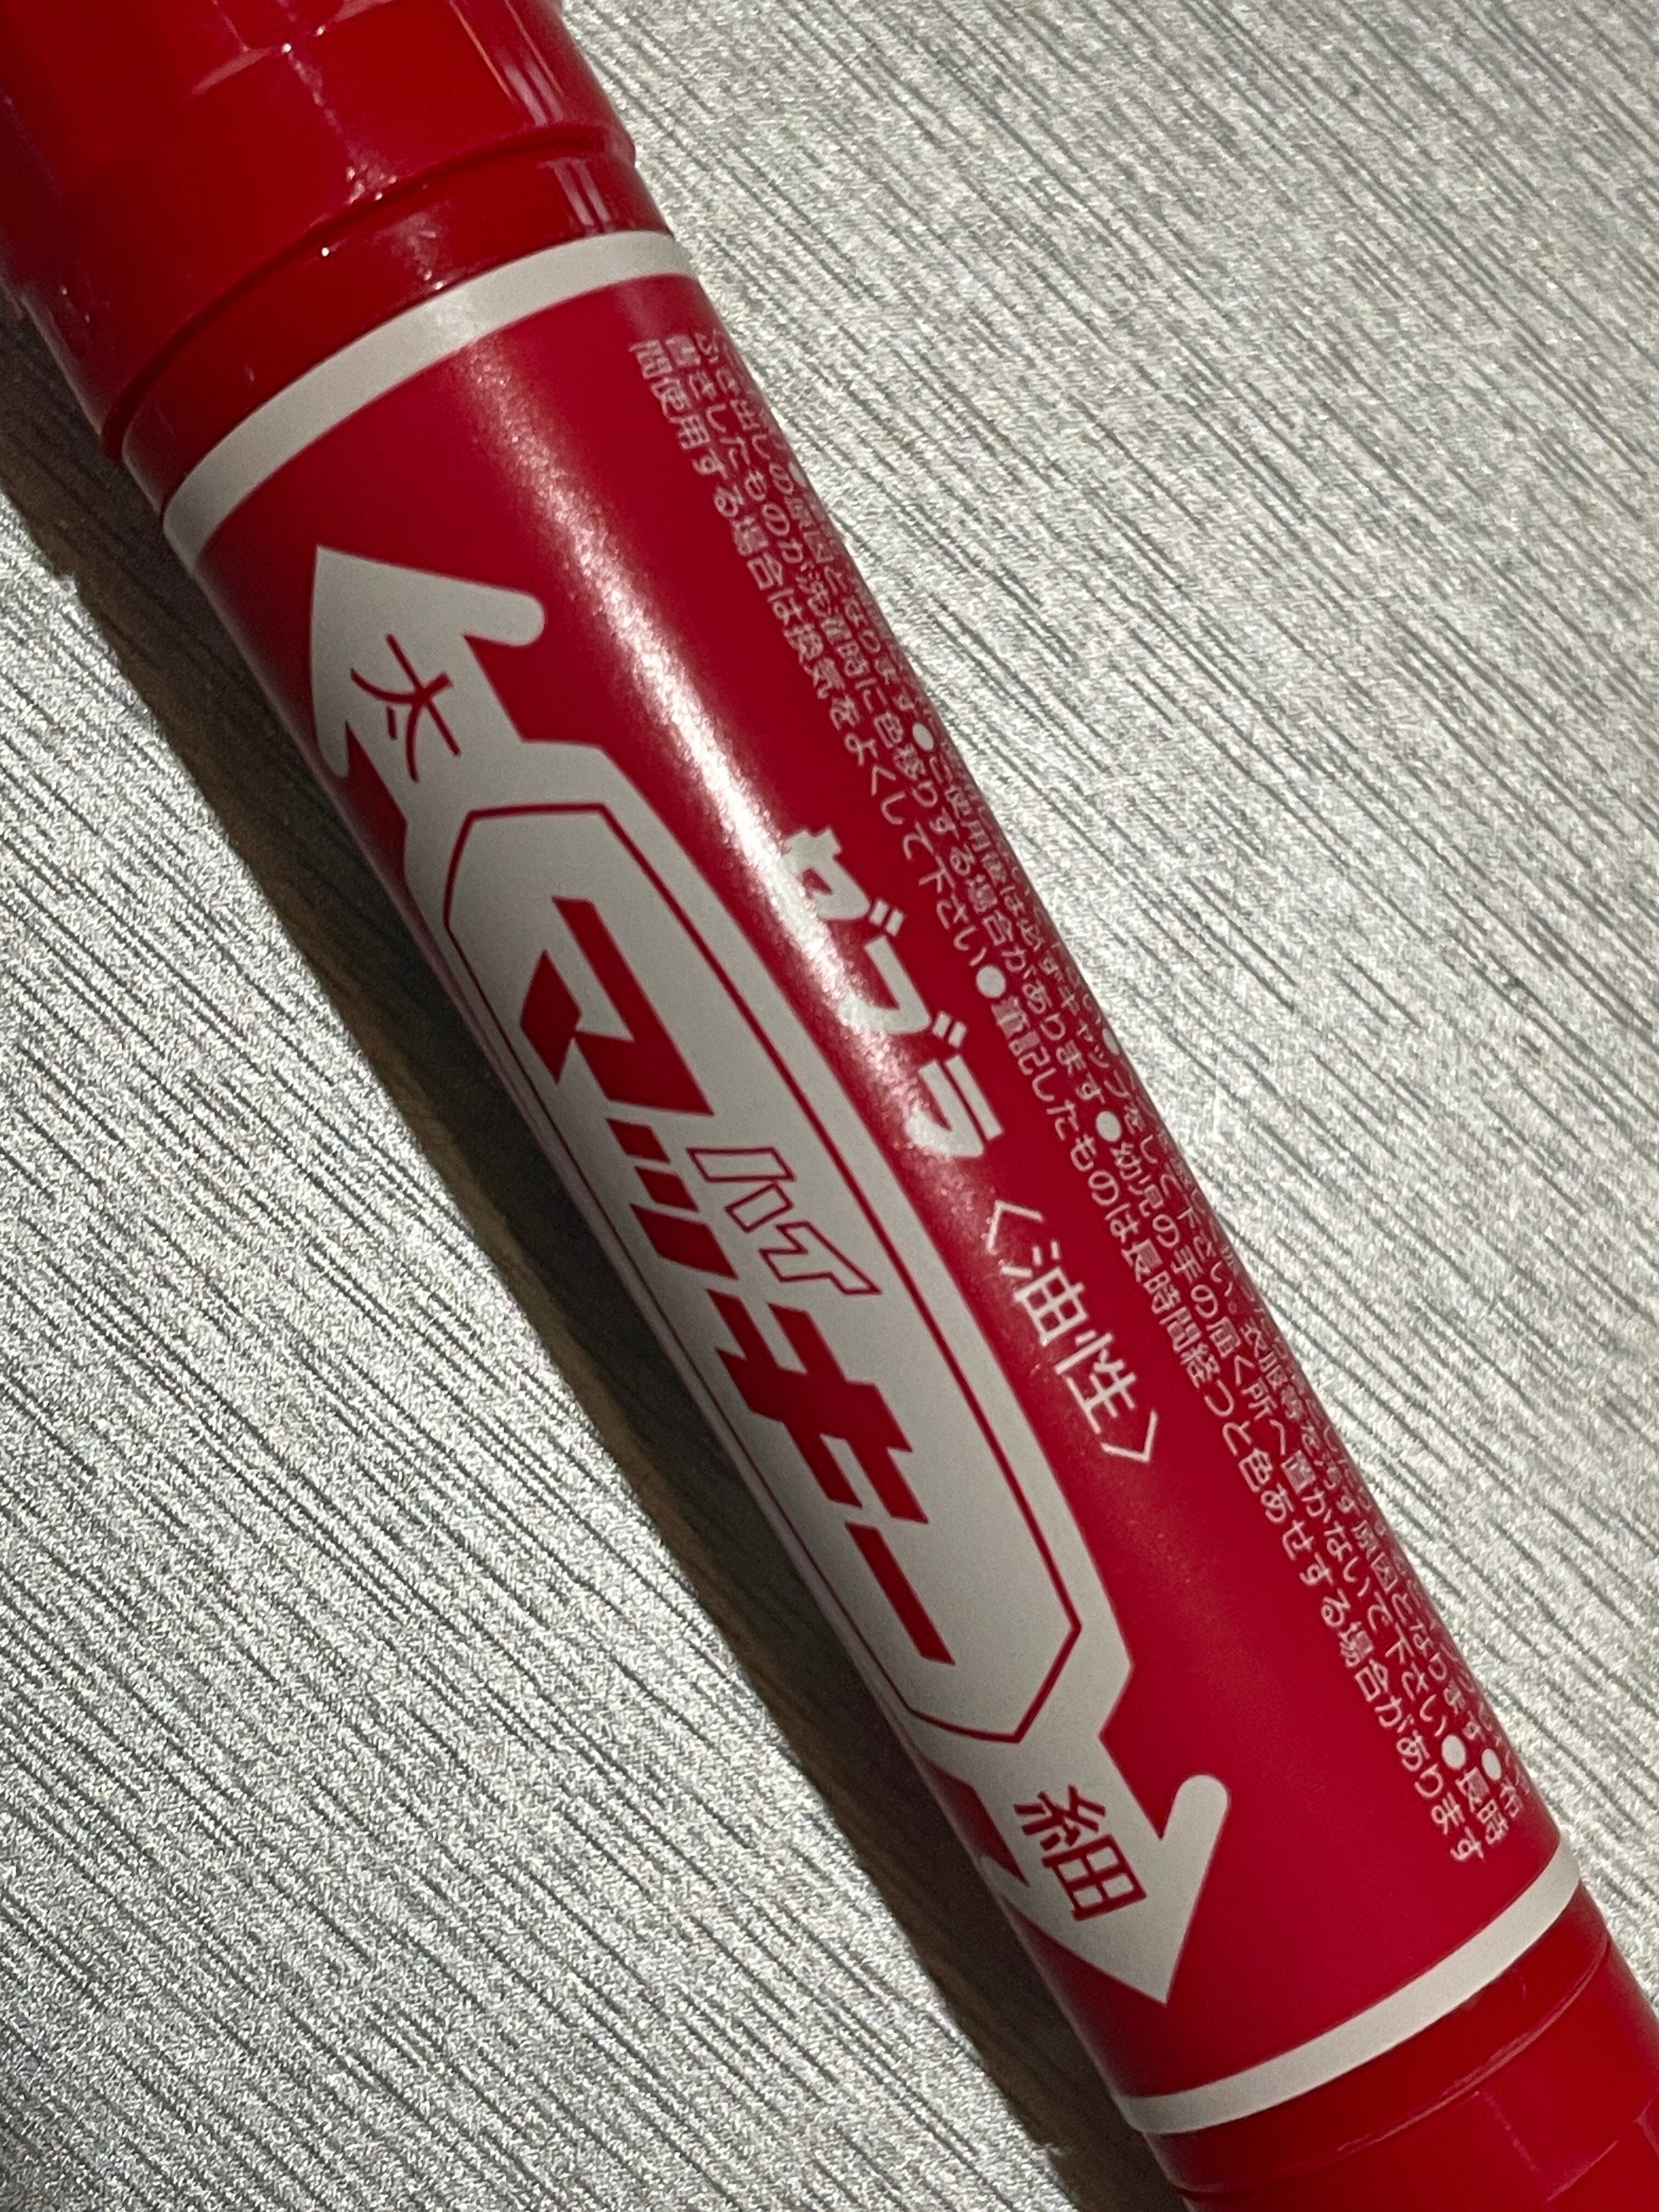 太
ハイ
マッキー
細
ゼブラ
〈油性〉
ふき出しの原因となります●ご使用後は必ずキャップをして下さい。衣服等を汚す原因となります●布
書きしたものが洗濯時に色移りする場合があります●幼児の手の届く所へ置かないで下さい●長時
間使用する場合は換気をよくして下さい●筆記したものは長時間経つと色あせする場合があります